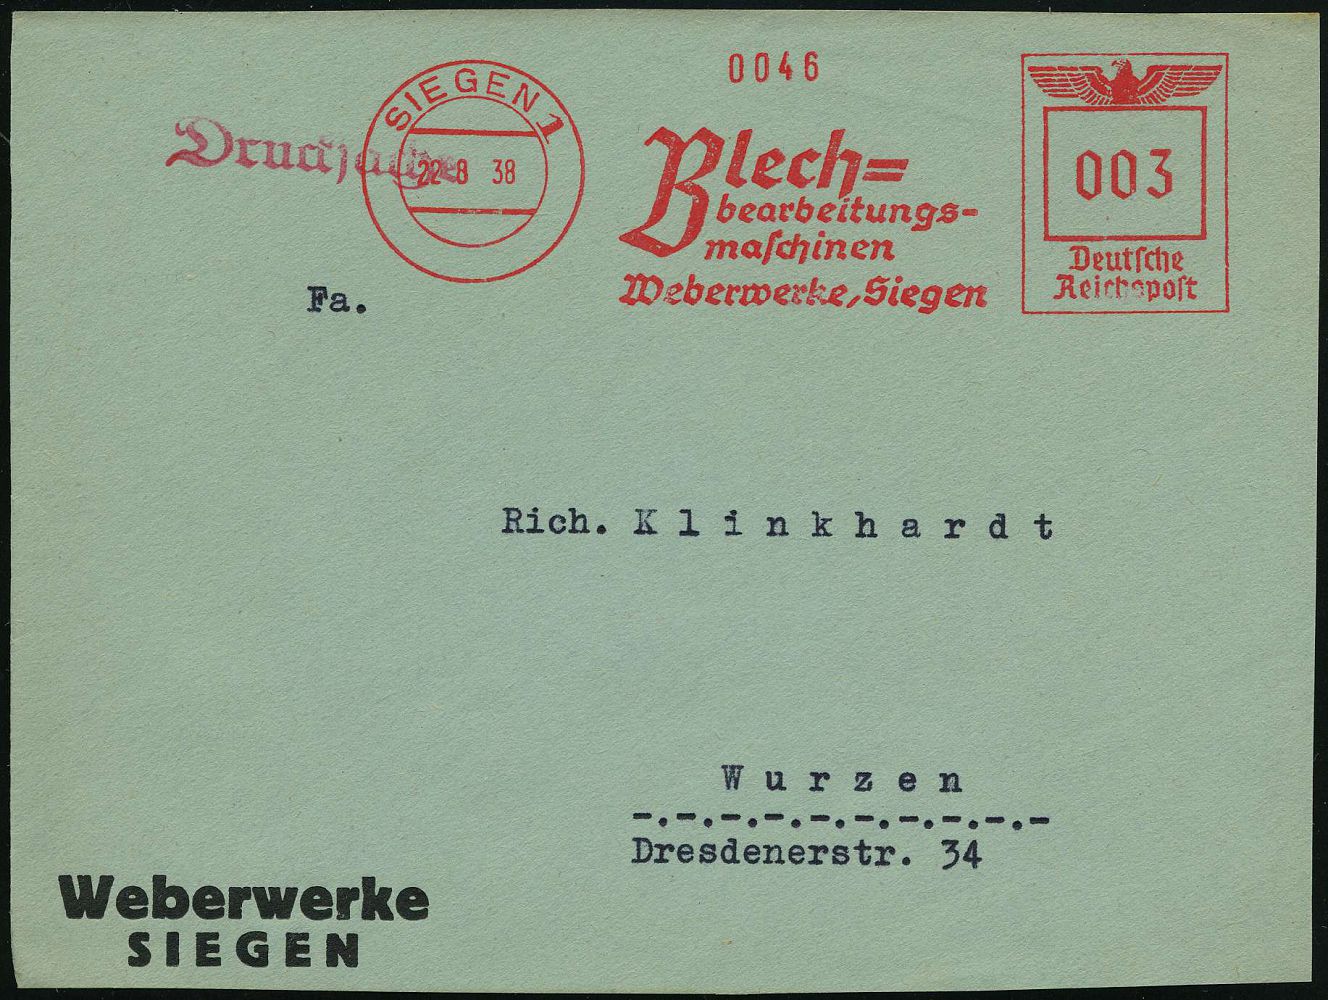 0046
SIEGEN 1
Drucksache
22-8 38
Blech=
bearbeitungs-
maſchinen
Weberwerke, Siegen
003
Deutſche
Reichspoſt
Fa.
Rich. Klinkhardt
Wurzen
-.-.-.-.-.-.-.-.-.-
Dresdenerstr. 34
Weberwerke
SIEGEN